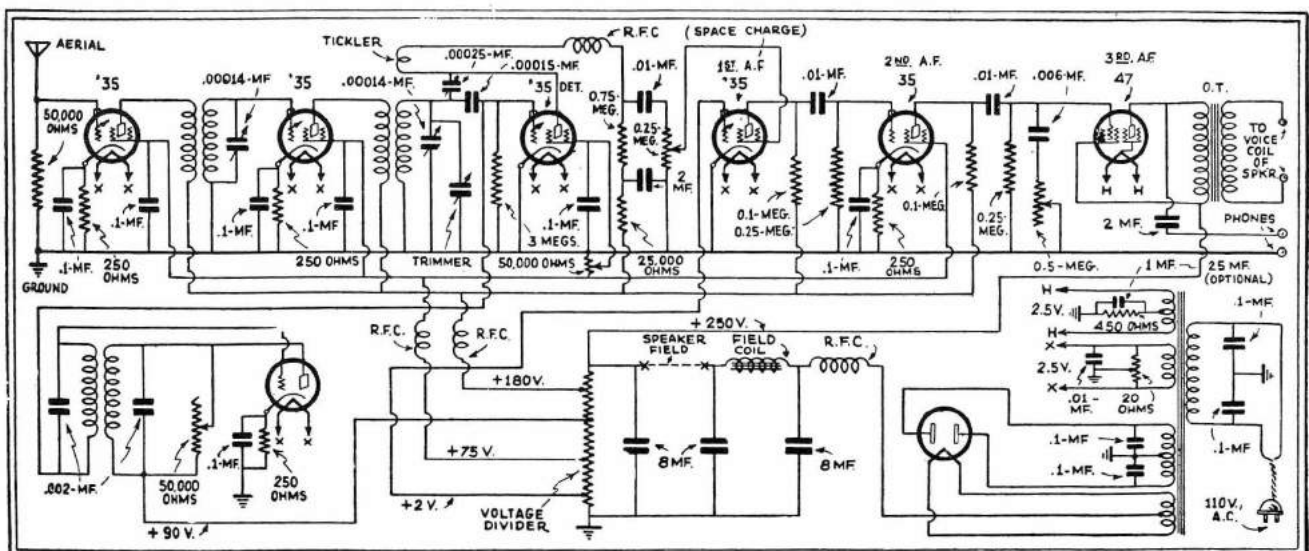 AERIAL
GROUND
50,000
OHMS
'35
.1-MF.
250
OHMS
.1-MF.
.00014-MF.
'35
.1-MF.
250 OHMS
.1-MF.
.00014-MF.
TICKLER
R.F.C
.00025-MF.
.00015-MF.
'35 DET.
TRIMMER
3 MEGS.
.1-MF.
50,000 OHMS
0.75-
MEG.
.01-MF.
0.25-
MEG.
2
MF.
25,000
OHMS
(SPACE CHARGE)
1ST. A.F
'35
0.1-MEG.
0.25-MEG.
.01-MF.
2ND A.F.
35
.1-MF.
250
OHMS
0.1-MEG.
.01-MF.
0.25-
MEG.
.006-MF.
0.5-MEG.
3RD. A.F
47
O.T.
TO
VOICE
COIL
OF
SPKR.
PHONES
2 MF.
X X
X X
X X
X X
X X
H H
.002-MF.
50,000
OHMS
.1-MF.
250
OHMS
X X
+90 V.
R.F.C.
R.F.C.
+180V.
+75V.
+2V.
VOLTAGE
DIVIDER
+250V.
SPEAKER
FIELD
FIELD
COIL
R.F.C.
8 MF.
8 MF.
H
2.5V.
H
1 MF.
25 MF.
(OPTIONAL)
450 OHMS
X
2.5V.
X
.01-
MF.
20
OHMS
.1-MF
.1-MF.
.1-MF.
.1-MF
110V.,
A.C.